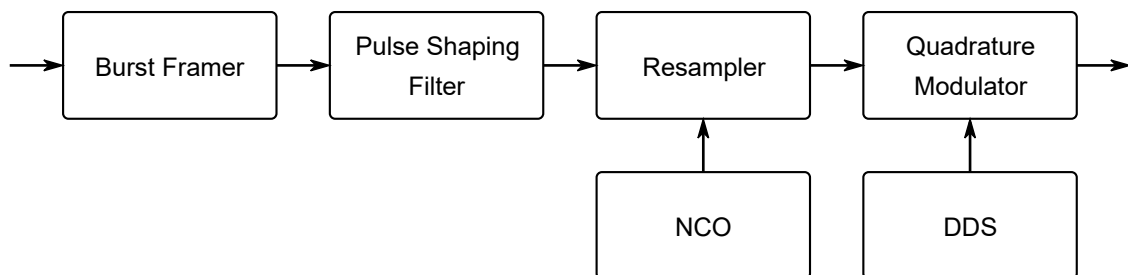 Burst Framer
Pulse Shaping
Filter
Resampler
Quadrature
Modulator
NCO
DDS